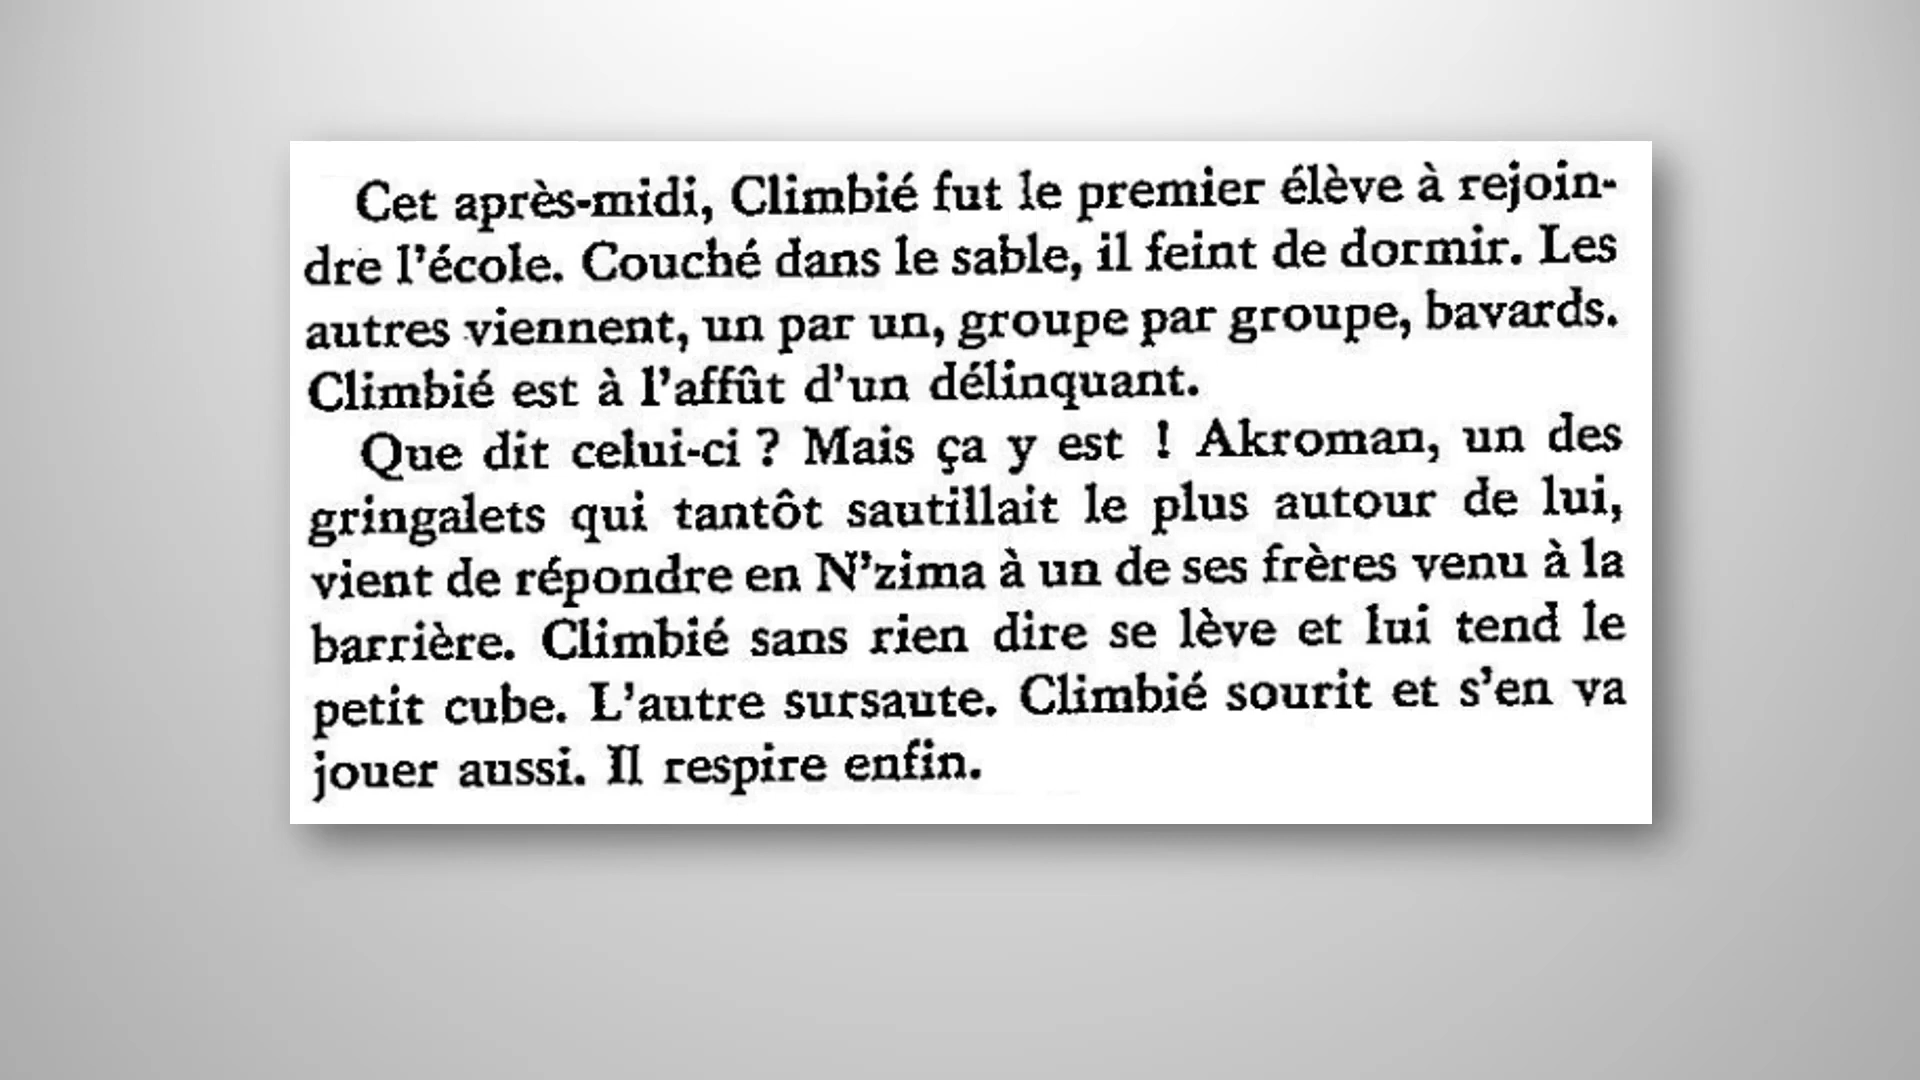 Cet après-midi, Climbié fut le premier élève à rejoin-
dre l'école. Couché dans le sable, il feint de dormir. Les
autres viennent, un par un, groupe par groupe, bavards.
Climbié est à l'affût d'un délinquant.
Que dit celui-ci ? Mais ça y est ! Akroman, un des
gringalets qui tantôt sautillait le plus autour de lui,
vient de répondre en N'zima à un de ses frères venu à la
barrière. Climbié sans rien dire se lève et lui tend le
petit cube. L'autre sursaute. Climbié sourit et s'en va
jouer aussi. Il respire enfin.